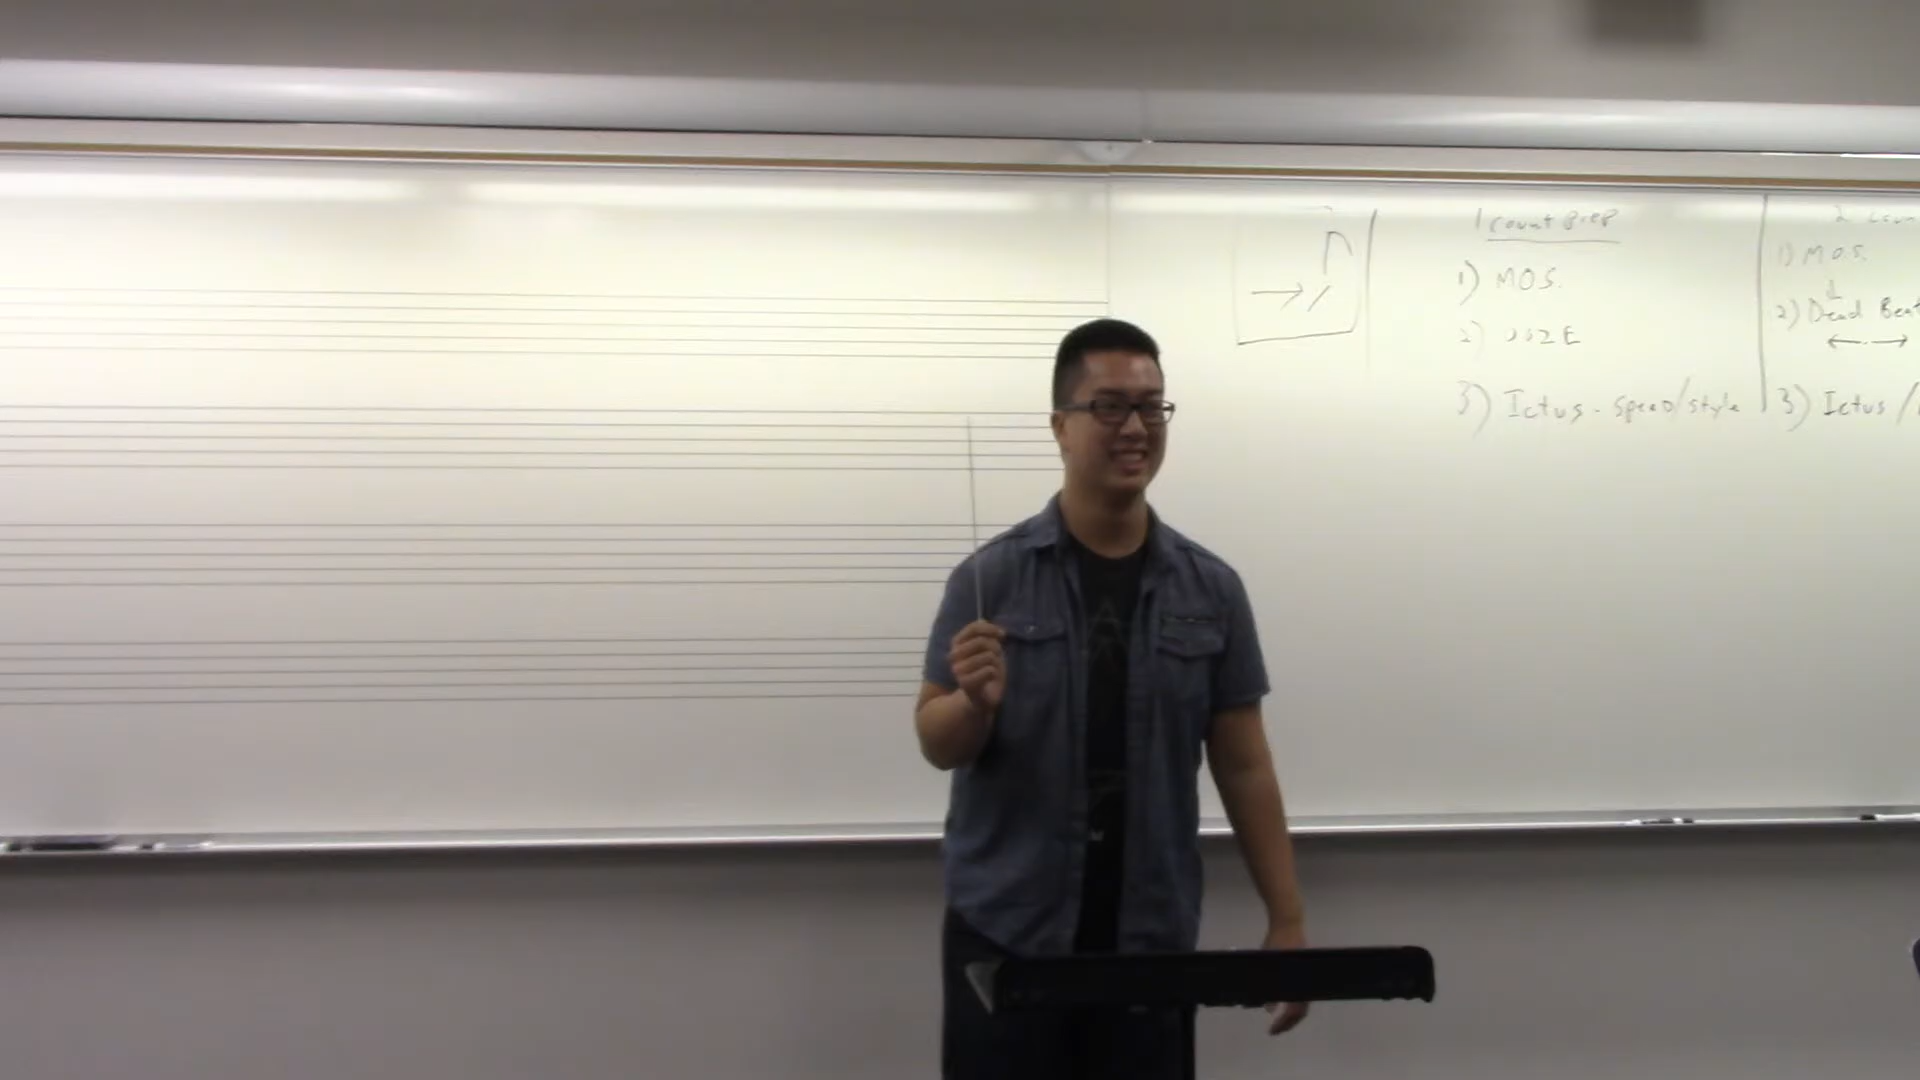 1 count prep
1) M.O.S.
3) Ictus - speed/style
1) M.O.S.
2) Dead Beat
3) Ictus /